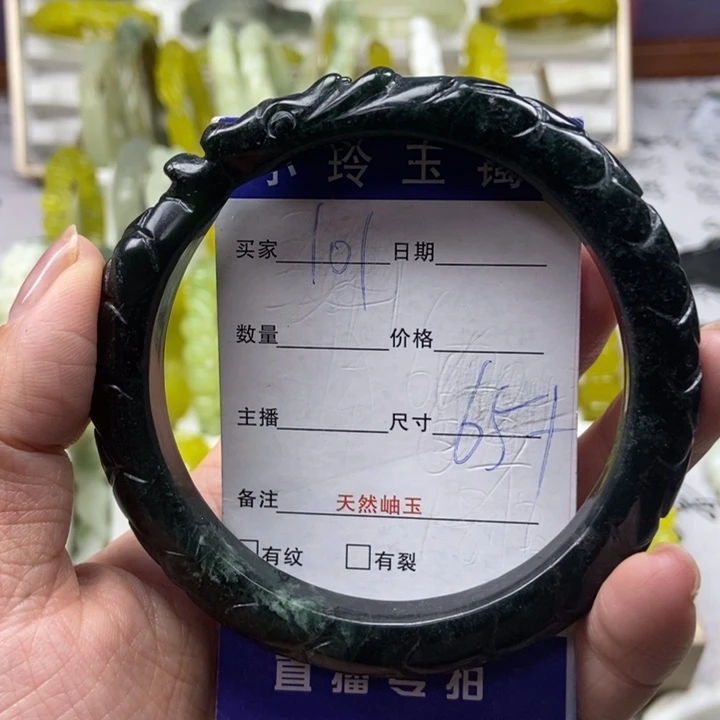 小玲玉镯
买家 101 日期
数量 价格
主播 尺寸 65
备注 天然岫玉
□有纹 □有裂
直播专拍